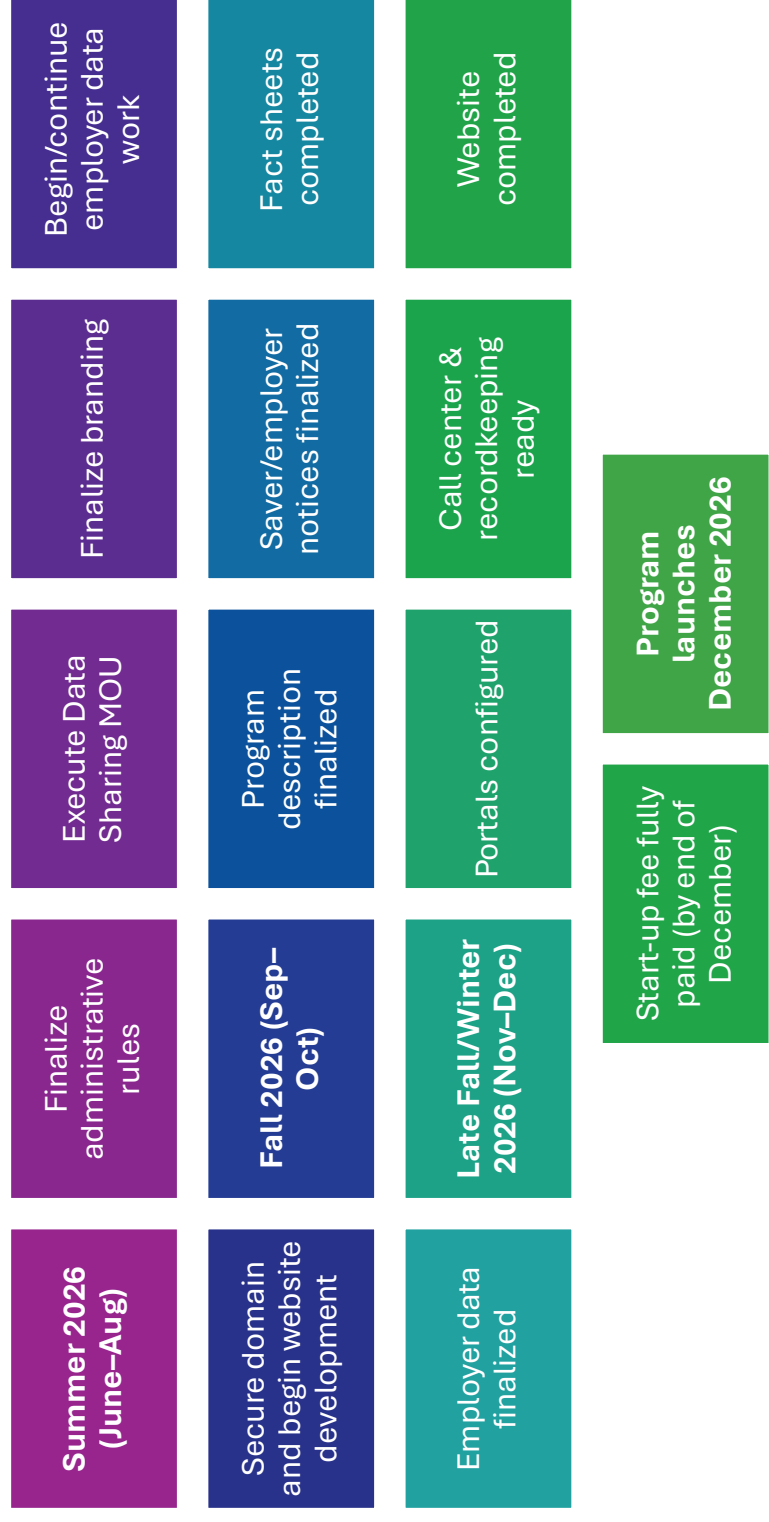 Summer 2026
(June–Aug)
Finalize
administrative
rules
Execute Data
Sharing MOU
Finalize branding
Begin/continue
employer data
work
Secure domain
and begin website
development
Fall 2026 (Sep–
Oct)
Program
description
finalized
Saver/employer
notices finalized
Fact sheets
completed
Employer data
finalized
Late Fall/Winter
2026 (Nov–Dec)
Portals configured
Call center &
recordkeeping
ready
Website
completed
Start-up fee fully
paid (by end of
December)
Program
launches
December 2026